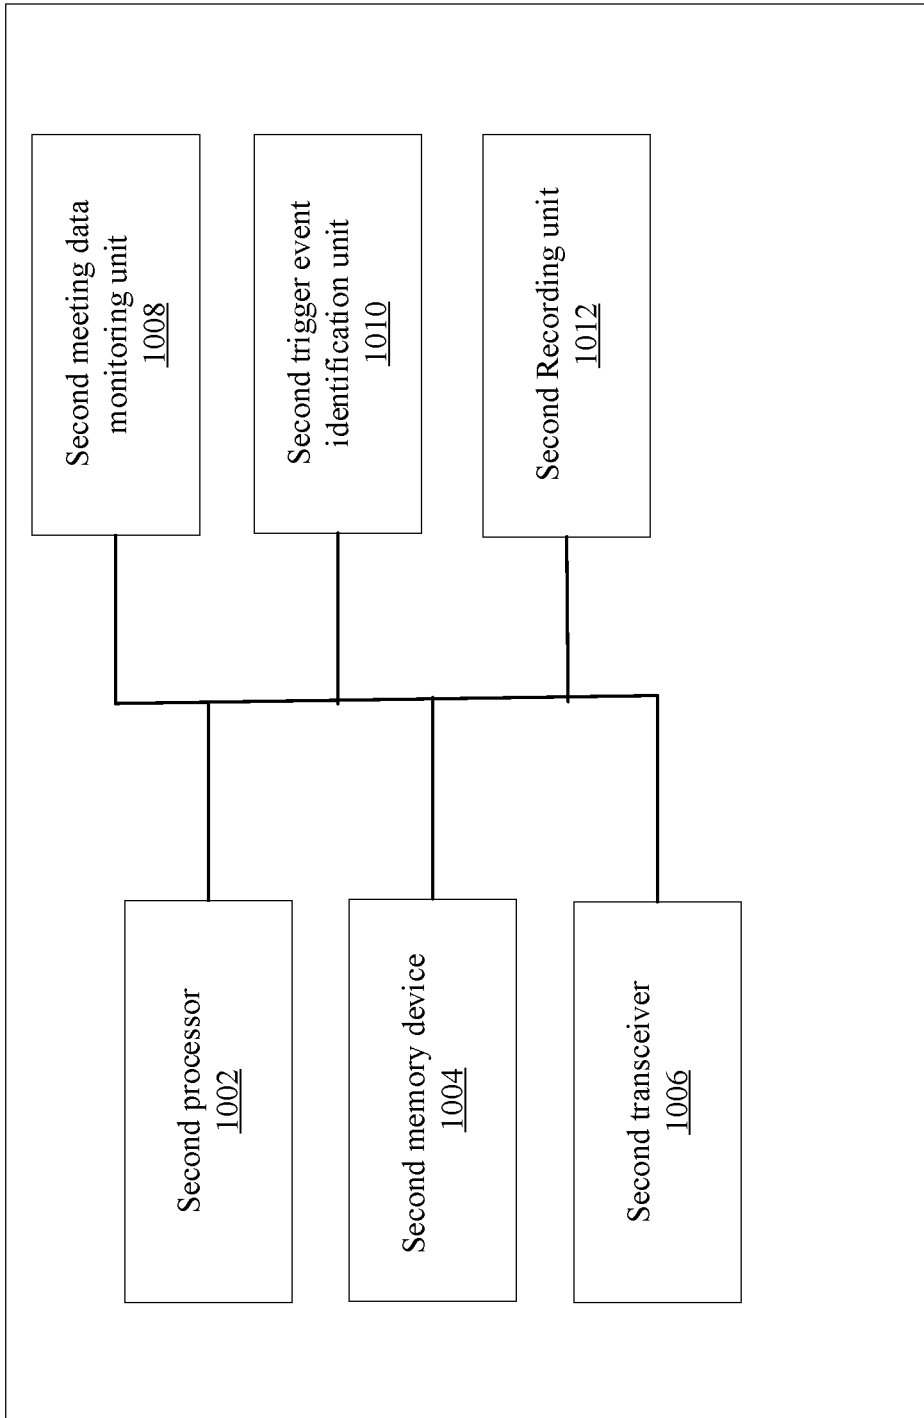 Second processor
1002
Second memory device
1004
Second transceiver
1006
Second meeting data
monitoring unit
1008
Second trigger event
identification unit
1010
Second Recording unit
1012